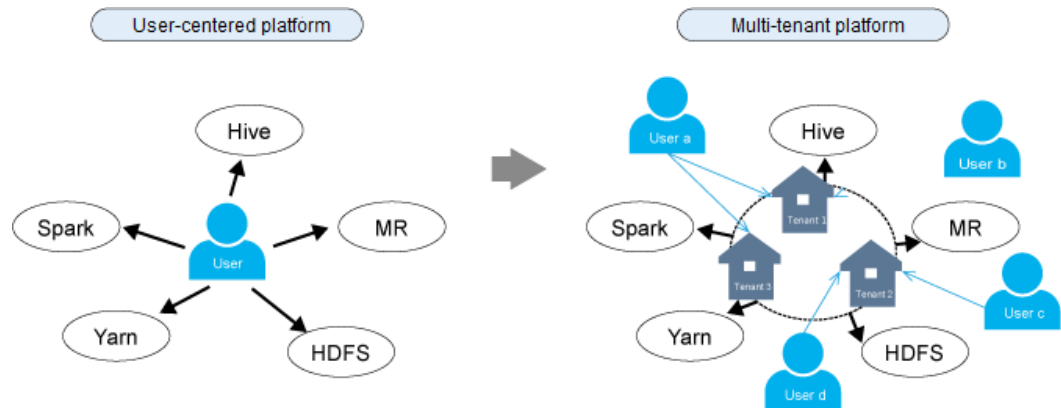 User-centered platform
Multi-tenant platform
Hive
Spark
User
MR
Yarn
HDFS
User a
Hive
User b
Tenant 1
Spark
MR
Tenant 3
Tenant 2
User c
Yarn
HDFS
User d